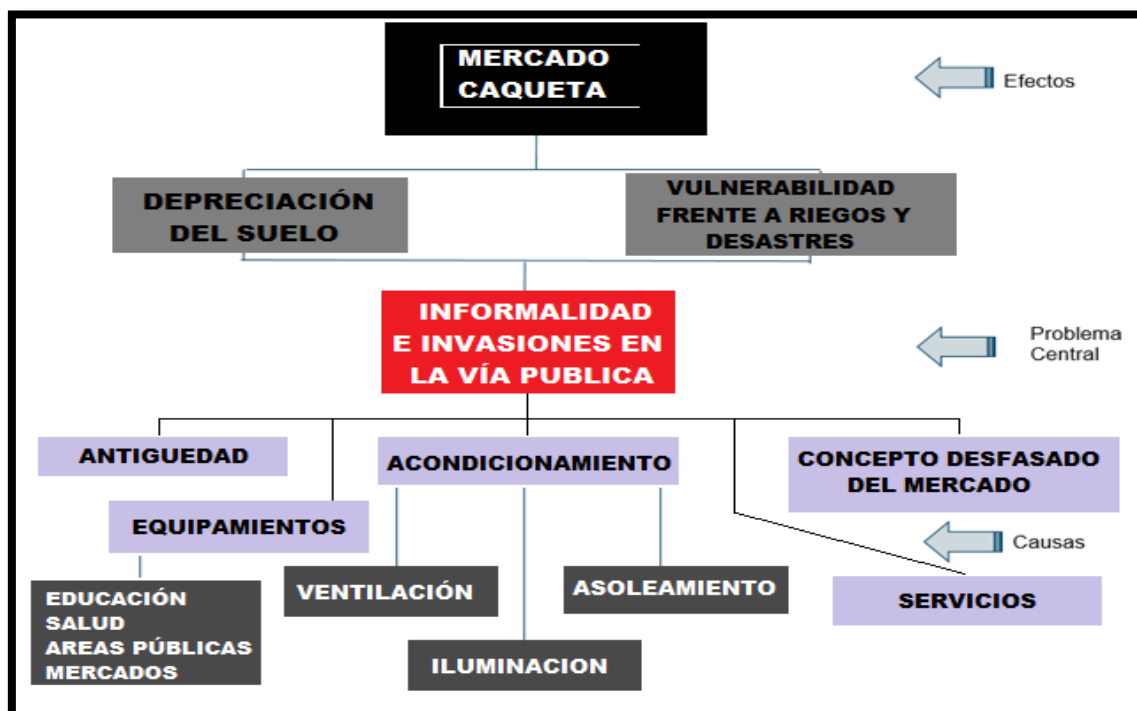 MERCADO
CAQUETA
Efectos
DEPRECIACIÓN
DEL SUELO
VULNERABILIDAD
FRENTE A RIEGOS Y
DESASTRES
INFORMALIDAD
E INVASIONES EN
LA VÍA PUBLICA
Problema
Central
ANTIGUEDAD
ACONDICIONAMIENTO
CONCEPTO DESFASADO
DEL MERCADO
EQUIPAMIENTOS
Causas
EDUCACIÓN
SALUD
AREAS PÚBLICAS
MERCADOS
VENTILACIÓN
ASOLEAMIENTO
SERVICIOS
ILUMINACION